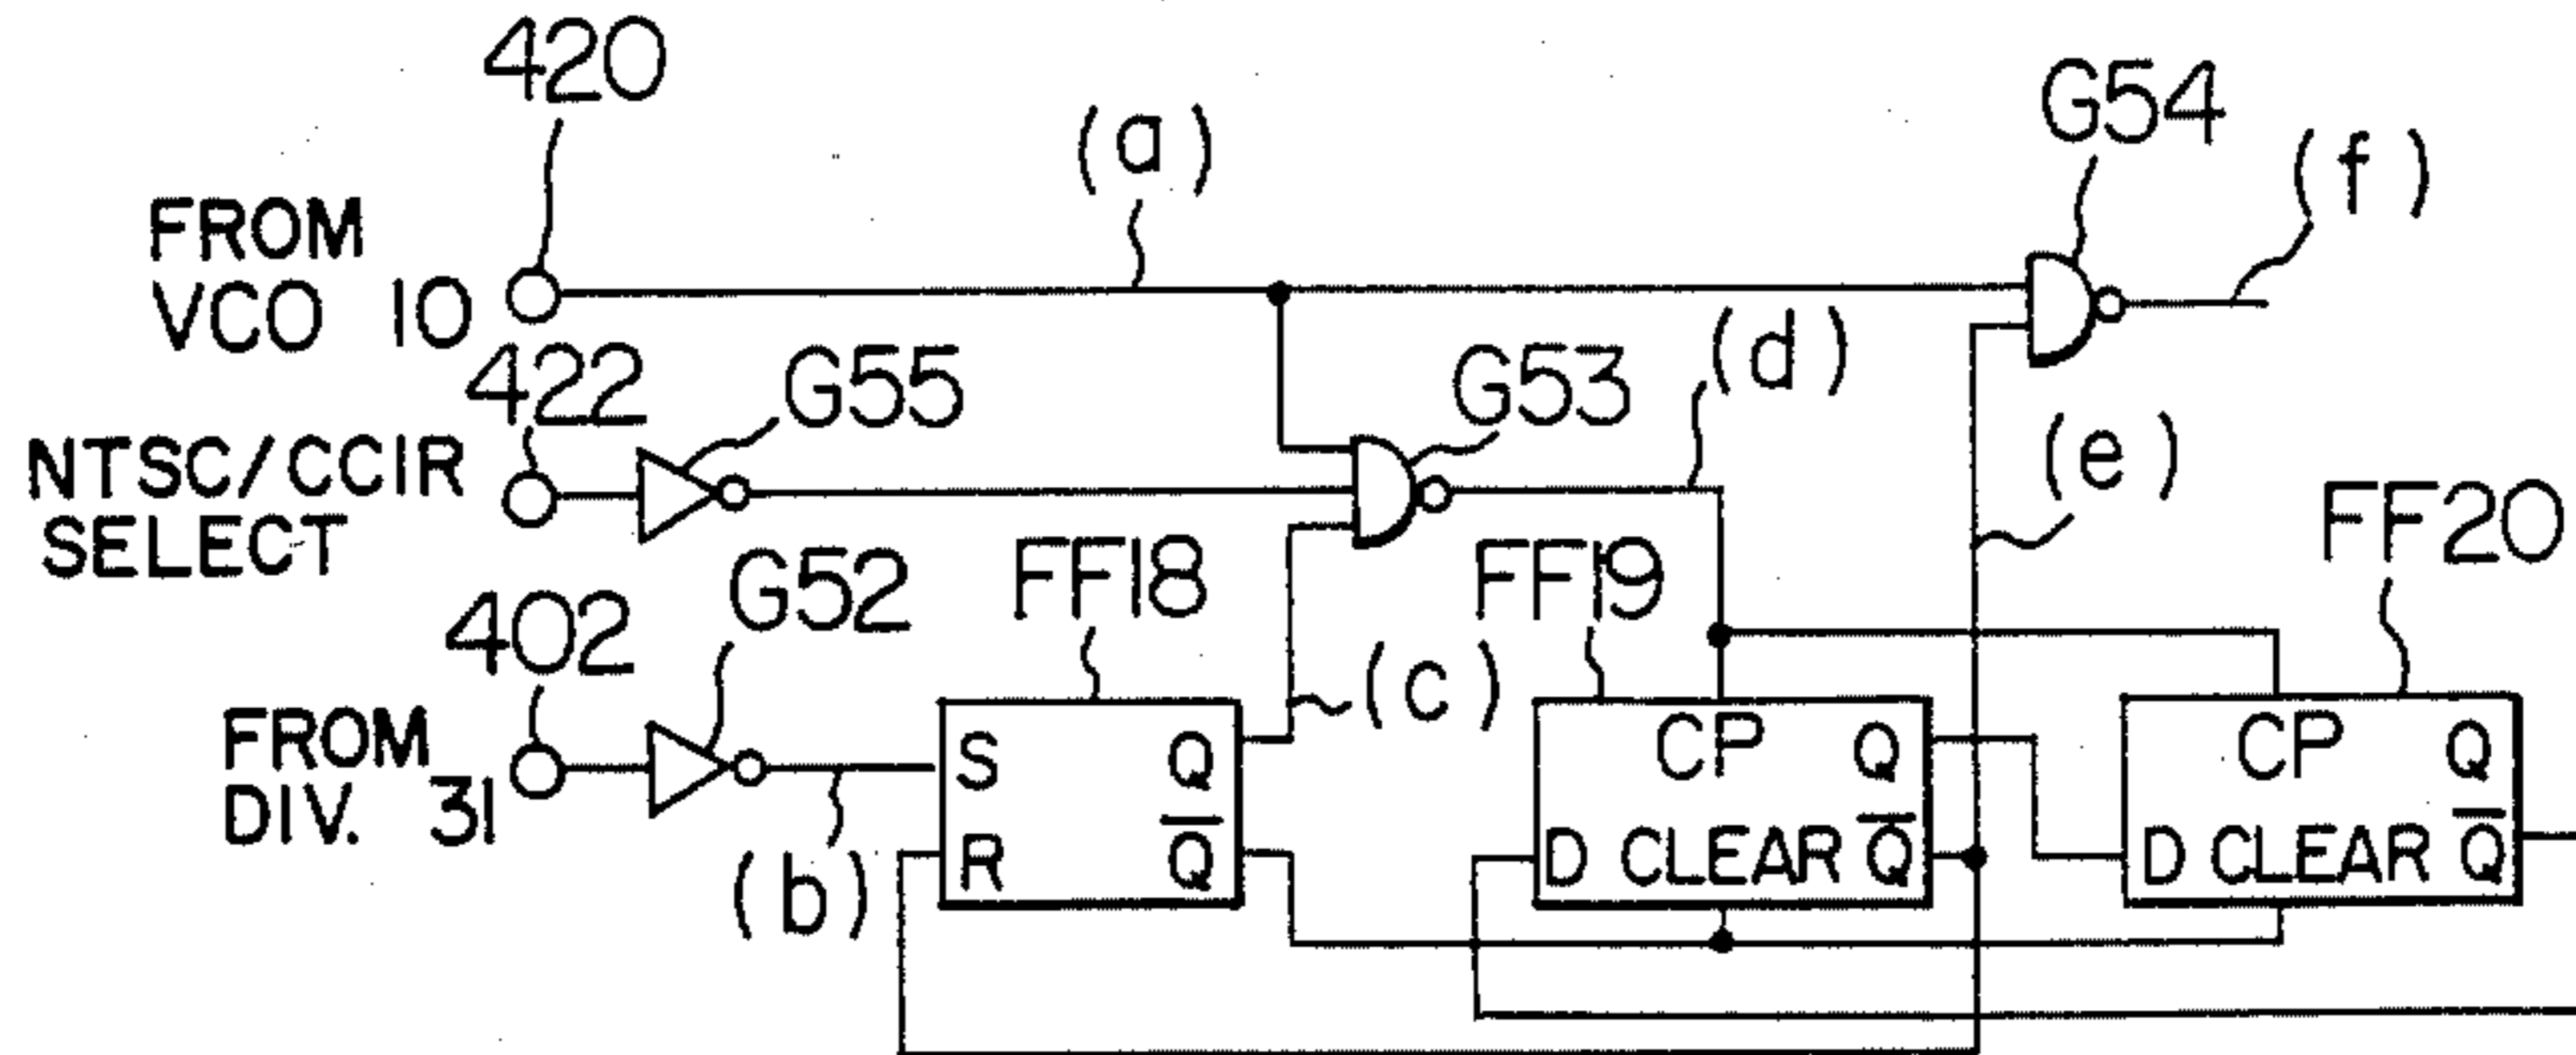 420
(a)
G54
(f)
FROM
VCO 10
422
G55
G53
(d)
(e)
NTSC/CCIR
SELECT
402
G52
FF18
FF19
FF20
(c)
FROM
DIV. 31
(b)
S Q
R Q̅
CP Q
D CLEAR Q̅
CP Q
D CLEAR Q̅